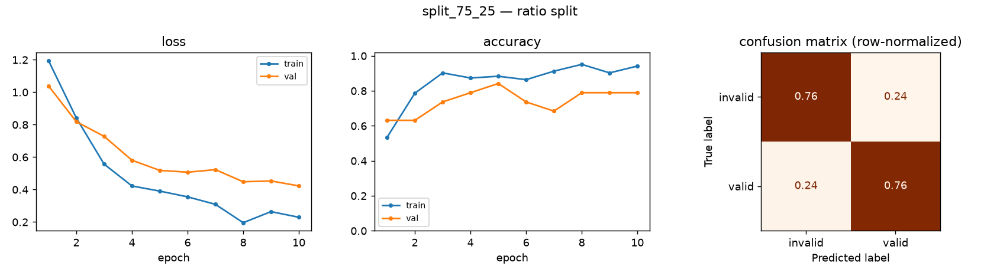 split_75_25 — ratio split
loss
1.2
1.0
0.8
0.6
0.4
0.2
2 4 6 8 10
epoch
train
val
accuracy
1.0
0.8
0.6
0.4
0.2
0.0
2 4 6 8 10
epoch
train
val
confusion matrix (row-normalized)
True label
invalid
valid
0.76 0.24
0.24 0.76
invalid valid
Predicted label